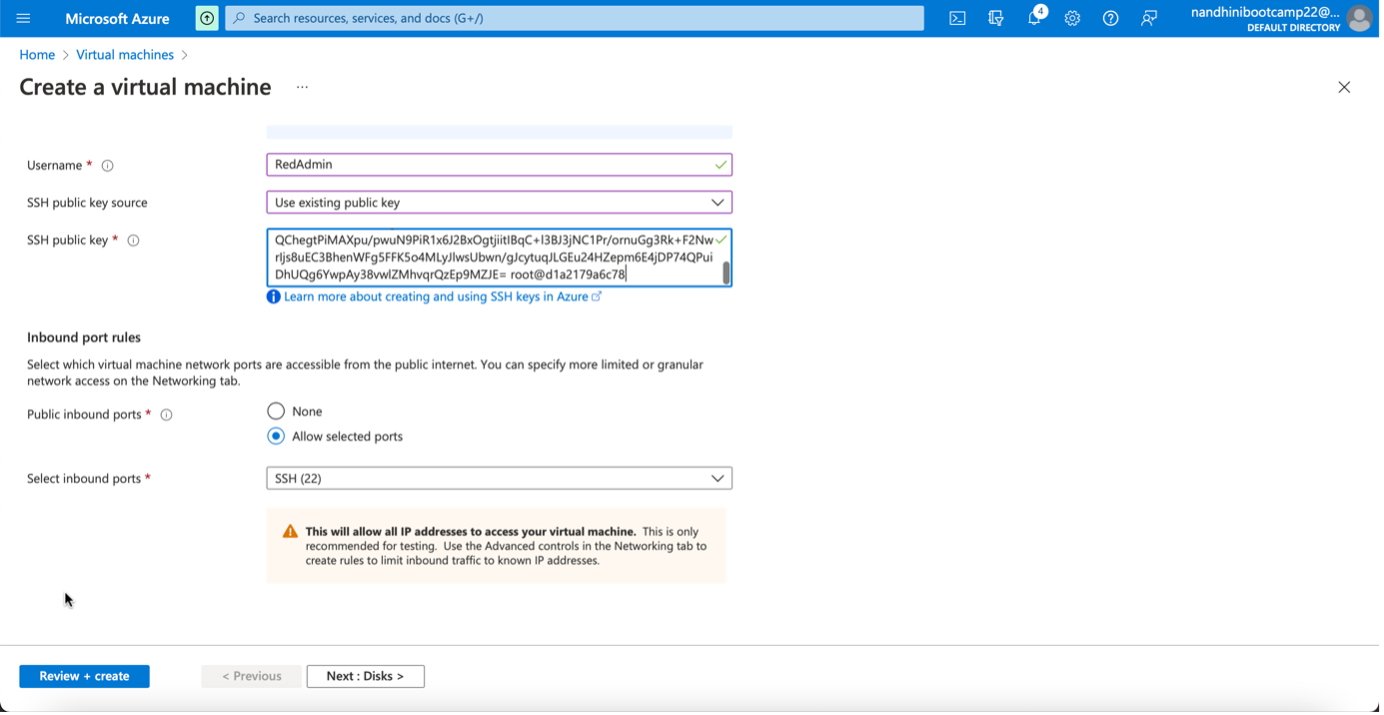 Microsoft Azure
Search resources, services, and docs (G+/)
4
nandhinibootcamp22@...
DEFAULT DIRECTORY
Home > Virtual machines >
Create a virtual machine ...
Username *
RedAdmin
SSH public key source
Use existing public key
SSH public key *
QChegtPiMAXpu/pwuN9PiR1x6J2BxOgtjiitIBqC+I3BJ3jNC1Pr/ornuGg3Rk+F2Nw
rIjs8uEC3BhenWFg5FFK5o4MLyJlwsUbwn/gJcytuqJLGEu24HZepm6E4jDP74QPui
DhUQg6YwpAy38vwlZMhvqrQzEp9MZJE= root@d1a2179a6c78
Learn more about creating and using SSH keys in Azure
Inbound port rules
Select which virtual machine network ports are accessible from the public internet. You can specify more limited or granular
network access on the Networking tab.
Public inbound ports *
None
Allow selected ports
Select inbound ports *
SSH (22)
This will allow all IP addresses to access your virtual machine. This is only
recommended for testing. Use the Advanced controls in the Networking tab to
create rules to limit inbound traffic to known IP addresses.
Review + create
< Previous
Next : Disks >